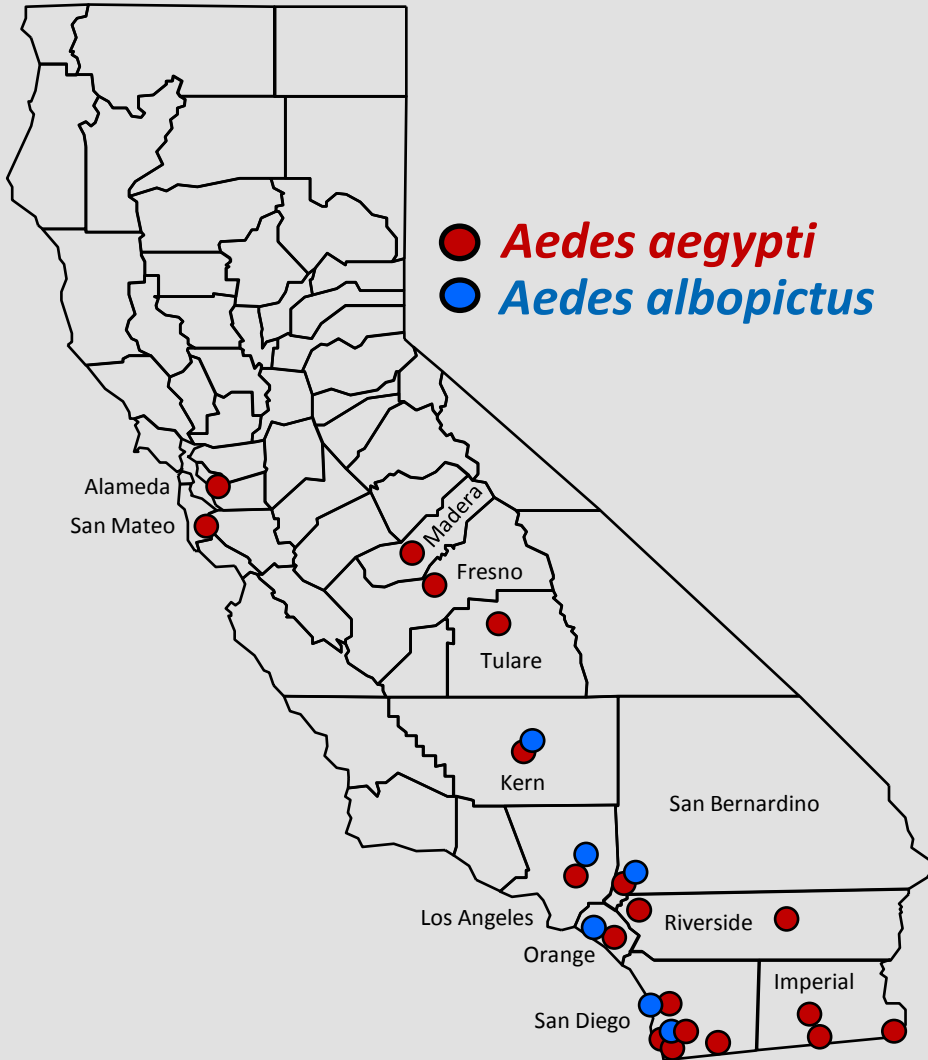 Aedes aegypti
Aedes albopictus
Alameda
San Mateo
Madera
Fresno
Tulare
Kern
San Bernardino
Los Angeles
Riverside
Orange
Imperial
San Diego